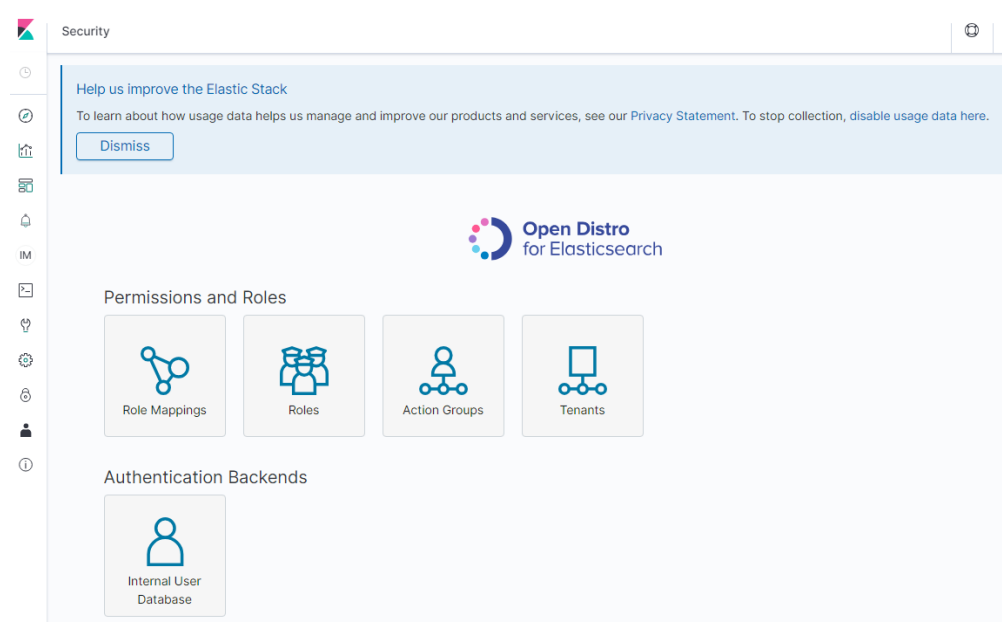 Security
Help us improve the Elastic Stack
To learn about how usage data helps us manage and improve our products and services, see our Privacy Statement. To stop collection, disable usage data here.
Dismiss
IM
Open Distro
for Elasticsearch
Permissions and Roles
Role Mappings
Roles
Action Groups
Tenants
Authentication Backends
Internal User
Database